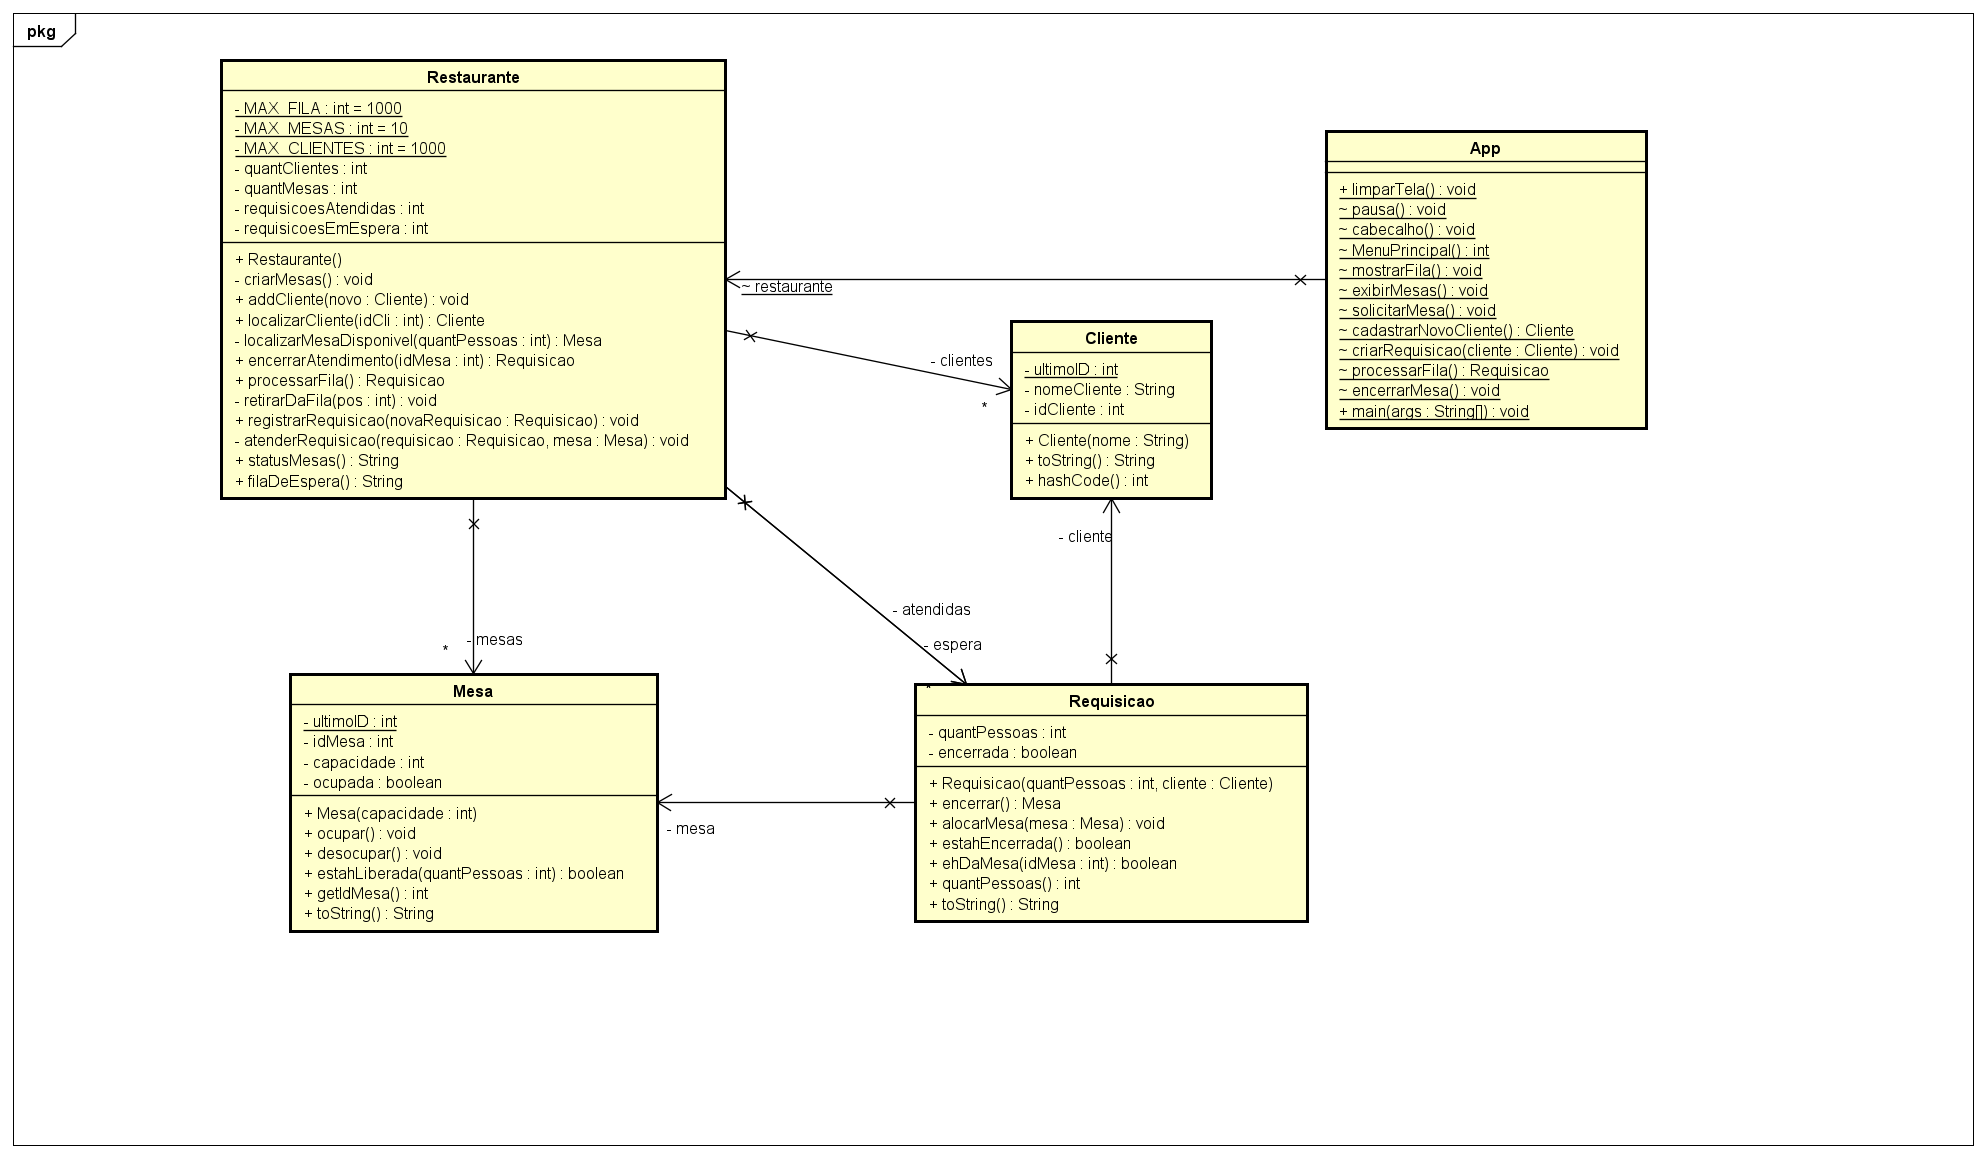 pkg
Restaurante
- MAX_FILA : int = 1000
- MAX_MESAS : int = 10
- MAX_CLIENTES : int = 1000
- quantClientes : int
- quantMesas : int
- requisicoesAtendidas : int
- requisicoesEmEspera : int
+ Restaurante()
- criarMesas() : void
+ addCliente(novo : Cliente) : void
+ localizarCliente(idCli : int) : Cliente
- localizarMesaDisponivel(quantPessoas : int) : Mesa
+ encerrarAtendimento(idMesa : int) : Requisicao
+ processarFila() : Requisicao
- retirarDaFila(pos : int) : void
+ registrarRequisicao(novaRequisicao : Requisicao) : void
- atenderRequisicao(requisicao : Requisicao, mesa : Mesa) : void
+ statusMesas() : String
+ filaDeEspera() : String
App
+ limparTela() : void
~ pausa() : void
~ cabecalho() : void
~ MenuPrincipal() : int
~ mostrarFila() : void
~ exibirMesas() : void
~ solicitarMesa() : void
~ cadastrarNovoCliente() : Cliente
~ criarRequisicao(cliente : Cliente) : void
~ processarFila() : Requisicao
~ encerrarMesa() : void
+ main(args : String[]) : void
~ restaurante
- clientes
*
Cliente
- ultimoID : int
- nomeCliente : String
- idCliente : int
+ Cliente(nome : String)
+ toString() : String
+ hashCode() : int
- cliente
- atendidas
- espera
*
- mesas
*
Mesa
- ultimoID : int
- idMesa : int
- capacidade : int
- ocupada : boolean
+ Mesa(capacidade : int)
+ ocupar() : void
+ desocupar() : void
+ estahLiberada(quantPessoas : int) : boolean
+ getIdMesa() : int
+ toString() : String
- mesa
Requisicao
- quantPessoas : int
- encerrada : boolean
+ Requisicao(quantPessoas : int, cliente : Cliente)
+ encerrar() : Mesa
+ alocarMesa(mesa : Mesa) : void
+ estahEncerrada() : boolean
+ ehDaMesa(idMesa : int) : boolean
+ quantPessoas() : int
+ toString() : String